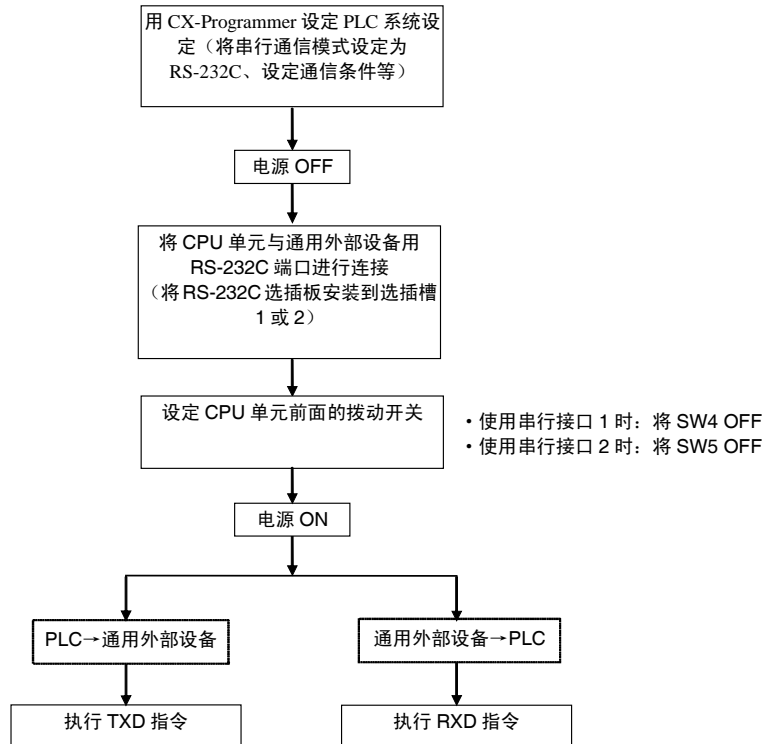 用 CX-Programmer 设定 PLC 系统设
定（将串行通信模式设定为
RS-232C、设定通信条件等）
电源 OFF
将 CPU 单元与通用外部设备用
RS-232C 端口进行连接
（将 RS-232C 选插板安装到选插槽
1 或 2）
设定 CPU 单元前面的拨动开关
・使用串行接口 1 时：将 SW4 OFF
・使用串行接口 2 时：将 SW5 OFF
电源 ON
PLC→通用外部设备
通用外部设备→PLC
执行 TXD 指令
执行 RXD 指令